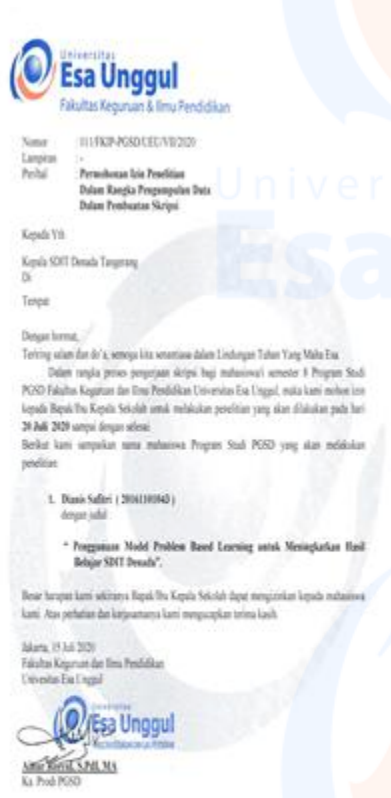 Universitas
Esa Unggul
Fakultas Keguruan & Ilmu Pendidikan
Nomor : 011/FKIP-PGSD/UEU/VII/2020
Lampiran : -
Perihal : Permohonan Izin Penelitian
Dalam Rangka Pengumpulan Data
Dalam Pembuatan Skripsi
Kepada Yth
Kepala SDIT Denada Tangerang
Di
Tempat
Dengan hormat,
Teriring salam dan do'a, semoga kita senantiasa dalam Lindungan Tuhan Yang Maha Esa.
Dalam rangka proses pengerjaan skripsi bagi mahasiswa/i semester 8 Program Studi
PGSD Fakultas Keguruan dan Ilmu Pendidikan Universitas Esa Unggul, maka kami mohon izin
kepada Bapak/Ibu Kepala Sekolah untuk melakukan penelitian yang akan dilakukan pada hari
20 Juli 2020 sampai dengan selesai.
Berikut kami sampaikan nama mahasiswa Program Studi PGSD yang akan melakukan
penelitian:
1. Dianis Safitri ( 20161101043 )
dengan judul :
" Penggunaan Model Problem Based Learning untuk Meningkatkan Hasil
Belajar SDIT Denada".
Besar harapan kami sekiranya Bapak/Ibu Kepala Sekolah dapat mengizinkan kepada mahasiswa
kami. Atas perhatian dan kerjasamanya kami mengucapkan terima kasih.
Jakarta, 15 Juli 2020
Fakultas Keguruan dan Ilmu Pendidikan
Universitas Esa Unggul
Universitas
Esa Unggul
S.Pd.I, MA
Ka. Prodi PGSD
Univer
Esa